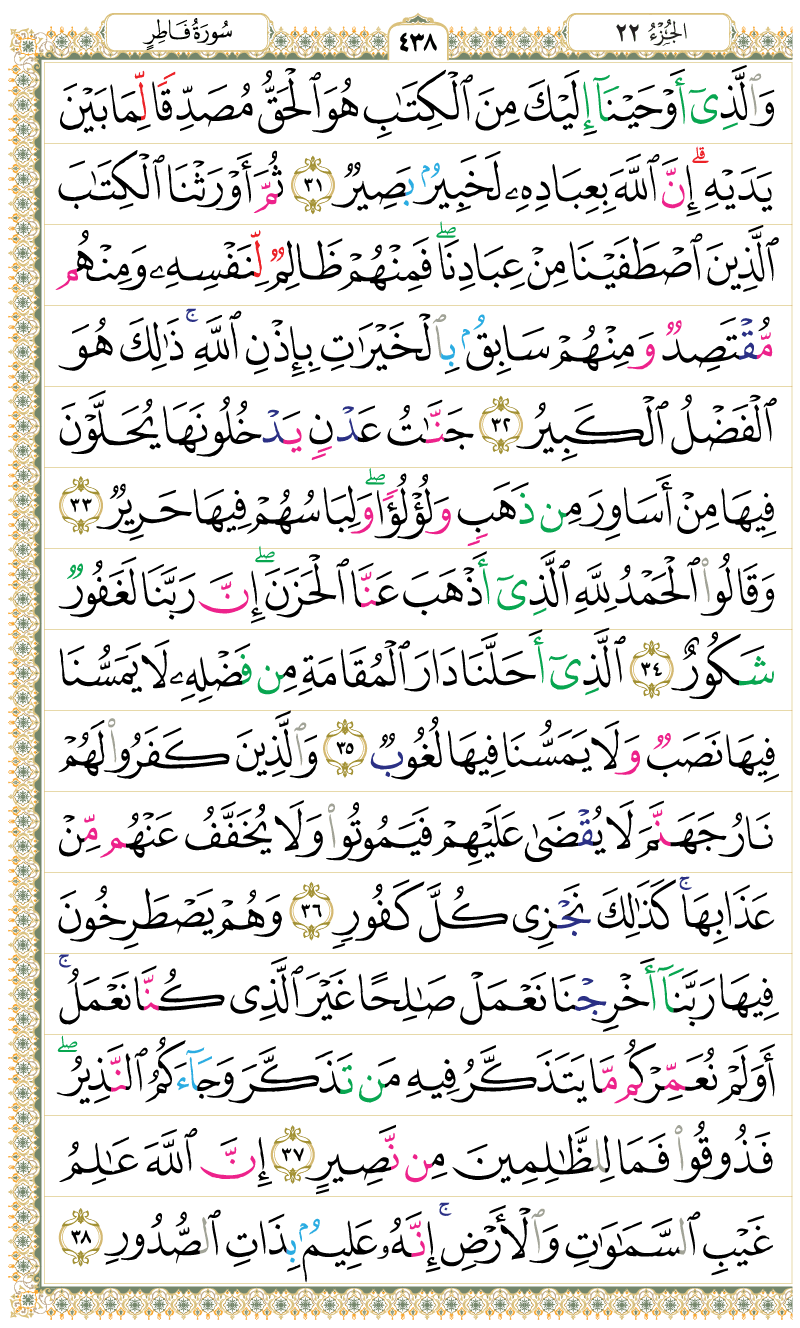 الجُزْءُ ٢٢
٤٣٨
سُورَةُ فَاطِرٍ
وَٱلَّذِىٓ أَوْحَيْنَآ إِلَيْكَ مِنَ ٱلْكِتَٰبِ هُوَ ٱلْحَقُّ مُصَدِّقًا لِّمَا بَيْنَ
يَدَيْهِ ۗ إِنَّ ٱللَّهَ بِعِبَادِهِۦ لَخَبِيرٌۢ بَصِيرٌ ٣١ ثُمَّ أَوْرَثْنَا ٱلْكِتَٰبَ
ٱلَّذِينَ ٱصْطَفَيْنَا مِنْ عِبَادِنَا ۖ فَمِنْهُمْ ظَالِمٌ لِّنَفْسِهِۦ وَمِنْهُم
مُّقْتَصِدٌ وَمِنْهُمْ سَابِقٌۢ بِٱلْخَيْرَٰتِ بِإِذْنِ ٱللَّهِ ۚ ذَٰلِكَ هُوَ
ٱلْفَضْلُ ٱلْكَبِيرُ ٣٢ جَنَّٰتُ عَدْنٍ يَدْخُلُونَهَا يُحَلَّوْنَ
فِيهَا مِنْ أَسَاوِرَ مِن ذَهَبٍ وَلُؤْلُؤًا ۖ وَلِبَاسُهُمْ فِيهَا حَرِيرٌ ٣٣
وَقَالُوا۟ ٱلْحَمْدُ لِلَّهِ ٱلَّذِىٓ أَذْهَبَ عَنَّا ٱلْحَزَنَ ۖ إِنَّ رَبَّنَا لَغَفُورٌ
شَكُورٌ ٣٤ ٱلَّذِىٓ أَحَلَّنَا دَارَ ٱلْمُقَامَةِ مِن فَضْلِهِۦ لَا يَمَسُّنَا
فِيهَا نَصَبٌ وَلَا يَمَسُّنَا فِيهَا لُغُوبٌ ٣٥ وَٱلَّذِينَ كَفَرُوا۟ لَهُمْ
نَارُ جَهَنَّمَ لَا يُقْضَىٰ عَلَيْهِمْ فَيَمُوتُوا۟ وَلَا يُخَفَّفُ عَنْهُم مِّنْ
عَذَابِهَا ۚ كَذَٰلِكَ نَجْزِى كُلَّ كَفُورٍ ٣٦ وَهُمْ يَصْطَرِخُونَ
فِيهَا رَبَّنَآ أَخْرِجْنَا نَعْمَلْ صَٰلِحًا غَيْرَ ٱلَّذِى كُنَّا نَعْمَلُ ۚ
أَوَلَمْ نُعَمِّرْكُم مَّا يَتَذَكَّرُ فِيهِ مَن تَذَكَّرَ وَجَآءَكُمُ ٱلنَّذِيرُ ۖ
فَذُوقُوا۟ فَمَا لِلظَّٰلِمِينَ مِن نَّصِيرٍ ٣٧ إِنَّ ٱللَّهَ عَٰلِمُ
غَيْبِ ٱلسَّمَٰوَٰتِ وَٱلْأَرْضِ ۚ إِنَّهُۥ عَلِيمٌۢ بِذَاتِ ٱلصُّدُورِ ٣٨